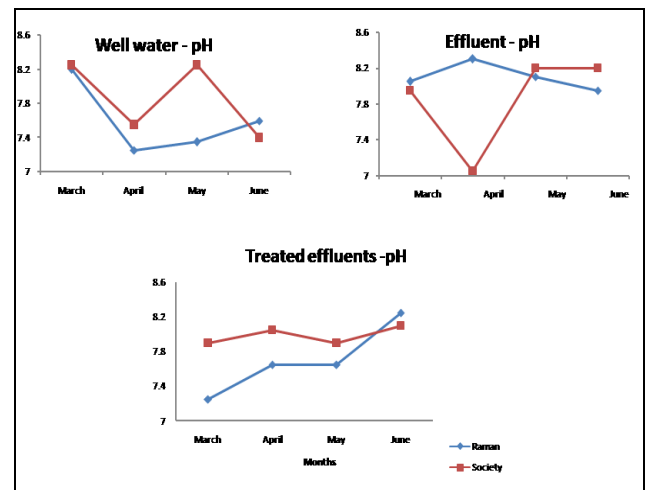 Well water - pH
8.6
8.2
7.8
7.4
7
March April May June
Effluent - pH
8.6
8.2
7.8
7.4
7
March April May June
Treated effluents -pH
8.6
8.2
7.8
7.4
7
March April May June
Months
Raman
Society